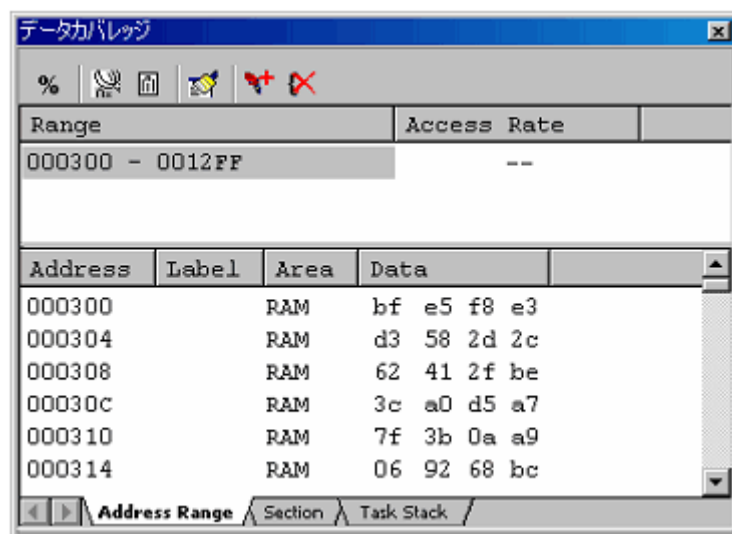 データカバレッジ
%
Range Access Rate
000300 - 0012FF --
Address Label Area Data
000300 RAM bf e5 f8 e3
000304 RAM d3 58 2d 2c
000308 RAM 62 41 2f be
00030C RAM 3c a0 d5 a7
000310 RAM 7f 3b 0a a9
000314 RAM 06 92 68 bc
Address Range Section Task Stack